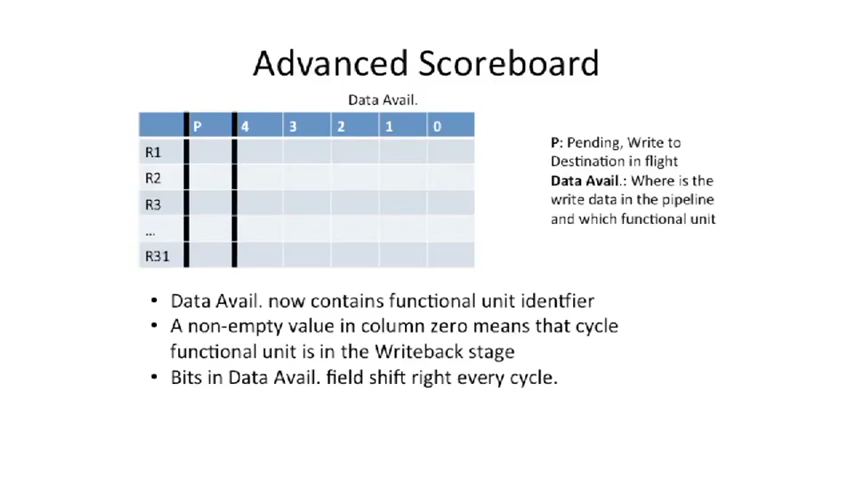 Advanced Scoreboard
Data Avail.
P 4 3 2 1 0
R1
R2
R3
...
R31
P: Pending, Write to
Destination in flight
Data Avail.: Where is the
write data in the pipeline
and which functional unit
• Data Avail. now contains functional unit identfier
• A non-empty value in column zero means that cycle
functional unit is in the Writeback stage
• Bits in Data Avail. field shift right every cycle.